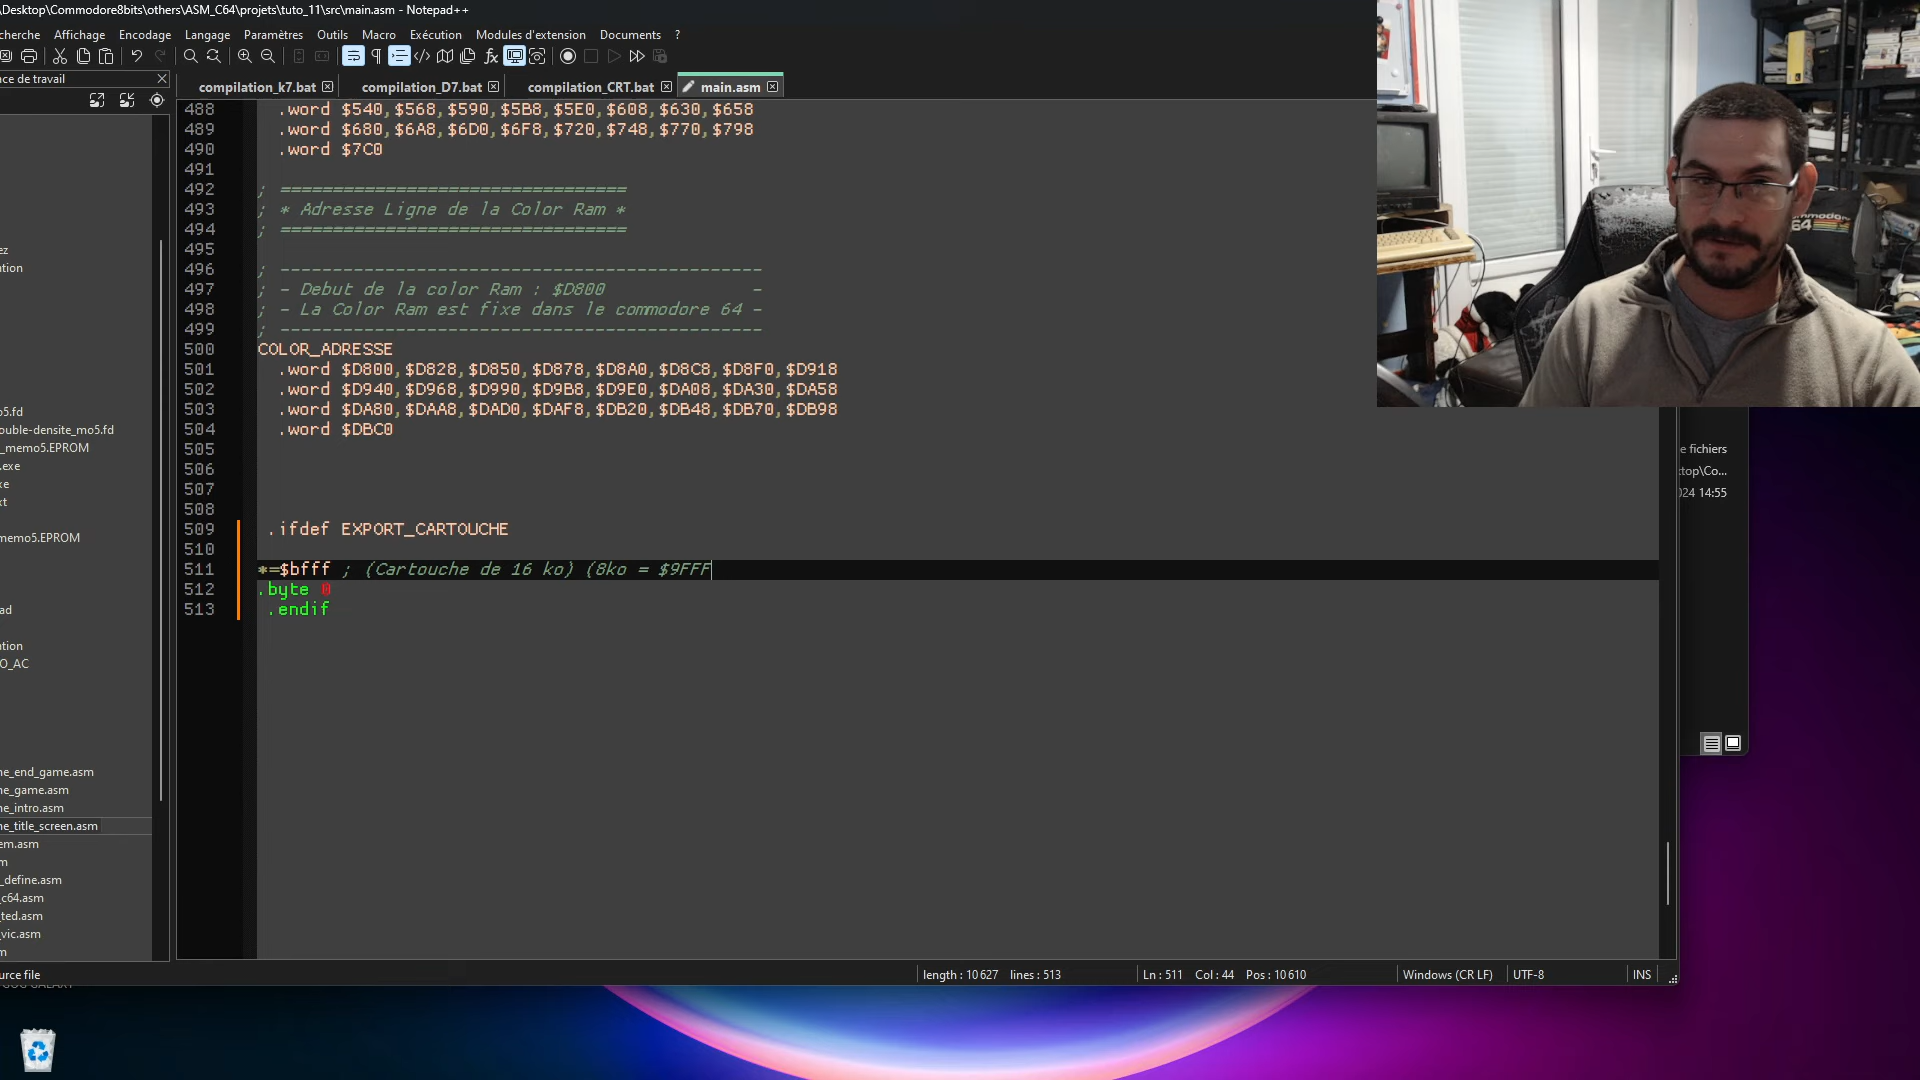 \Desktop\Commodore8bits\others\ASM_C64\projets\tuto_11\src\main.asm - Notepad++
cherche Affichage Encodage Langage Paramètres Outils Macro Exécution Modules d'extension Documents ?
ce de travail
compilation_k7.bat compilation_D7.bat compilation_CRT.bat main.asm
488 .word $540,$568,$590,$5B8,$5E0,$608,$630,$658
489 .word $680,$6A8,$6D0,$6F8,$720,$748,$770,$798
490 .word $7C0
491
492 ; =================================
493 ; * Adresse Ligne de la Color Ram *
494 ; =================================
495
496 ; --------------------------------------------
497 ; - Debut de la color Ram : $D800 -
498 ; - La Color Ram est fixe dans le commodore 64 -
499 ; --------------------------------------------
500 COLOR_ADRESSE
501 .word $D800,$D828,$D850,$D878,$D8A0,$D8C8,$D8F0,$D918
502 .word $D940,$D968,$D990,$D9B8,$D9E0,$DA08,$DA30,$DA58
503 .word $DA80,$DAA8,$DAD0,$DAF8,$DB20,$DB48,$DB70,$DB98
504 .word $DBC0
505
506
507
508
509 .ifdef EXPORT_CARTOUCHE
510
511 *=$bfff ; (Cartouche de 16 ko) (8ko = $9FFF
512 .byte 0
513 .endif
ez
ntion
o5.fd
ouble-densite_mo5.fd
_memo5.EPROM
.exe
xe
xt
memo5.EPROM
ad
ntion
O_AC
ne_end_game.asm
ne_game.asm
ne_intro.asm
ne_title_screen.asm
em.asm
m
_define.asm
_c64.asm
_ted.asm
_vic.asm
m
e fichiers
top\Co...
024 14:55
commodore
64
urce file length : 10 627 lines : 513 Ln : 511 Col : 44 Pos : 10 610 Windows (CR LF) UTF-8 INS
GOG GALAXY